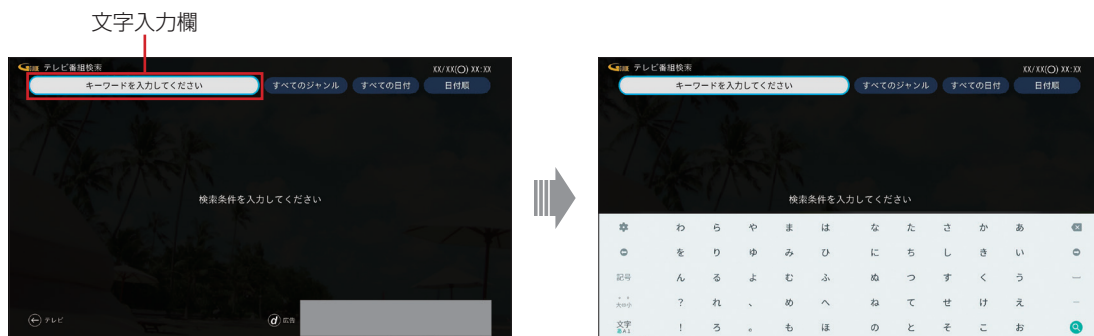 文字入力欄
テレビ番組検索
XX/XX(〇) XX:XX
キーワードを入力してください すべてのジャンル すべての日付 日付順
検索条件を入力してください
テレビ d 広告
テレビ番組検索
XX/XX(〇) XX:XX
キーワードを入力してください すべてのジャンル すべての日付 日付順
検索条件を入力してください
わ ら や ま は な た さ か あ
を り ゆ み ひ に ち し き い
記号 ん る よ む ふ ぬ つ す く う
? れ 、 め へ ね て せ け え
文字 ! ろ 。 も ほ の と そ こ お